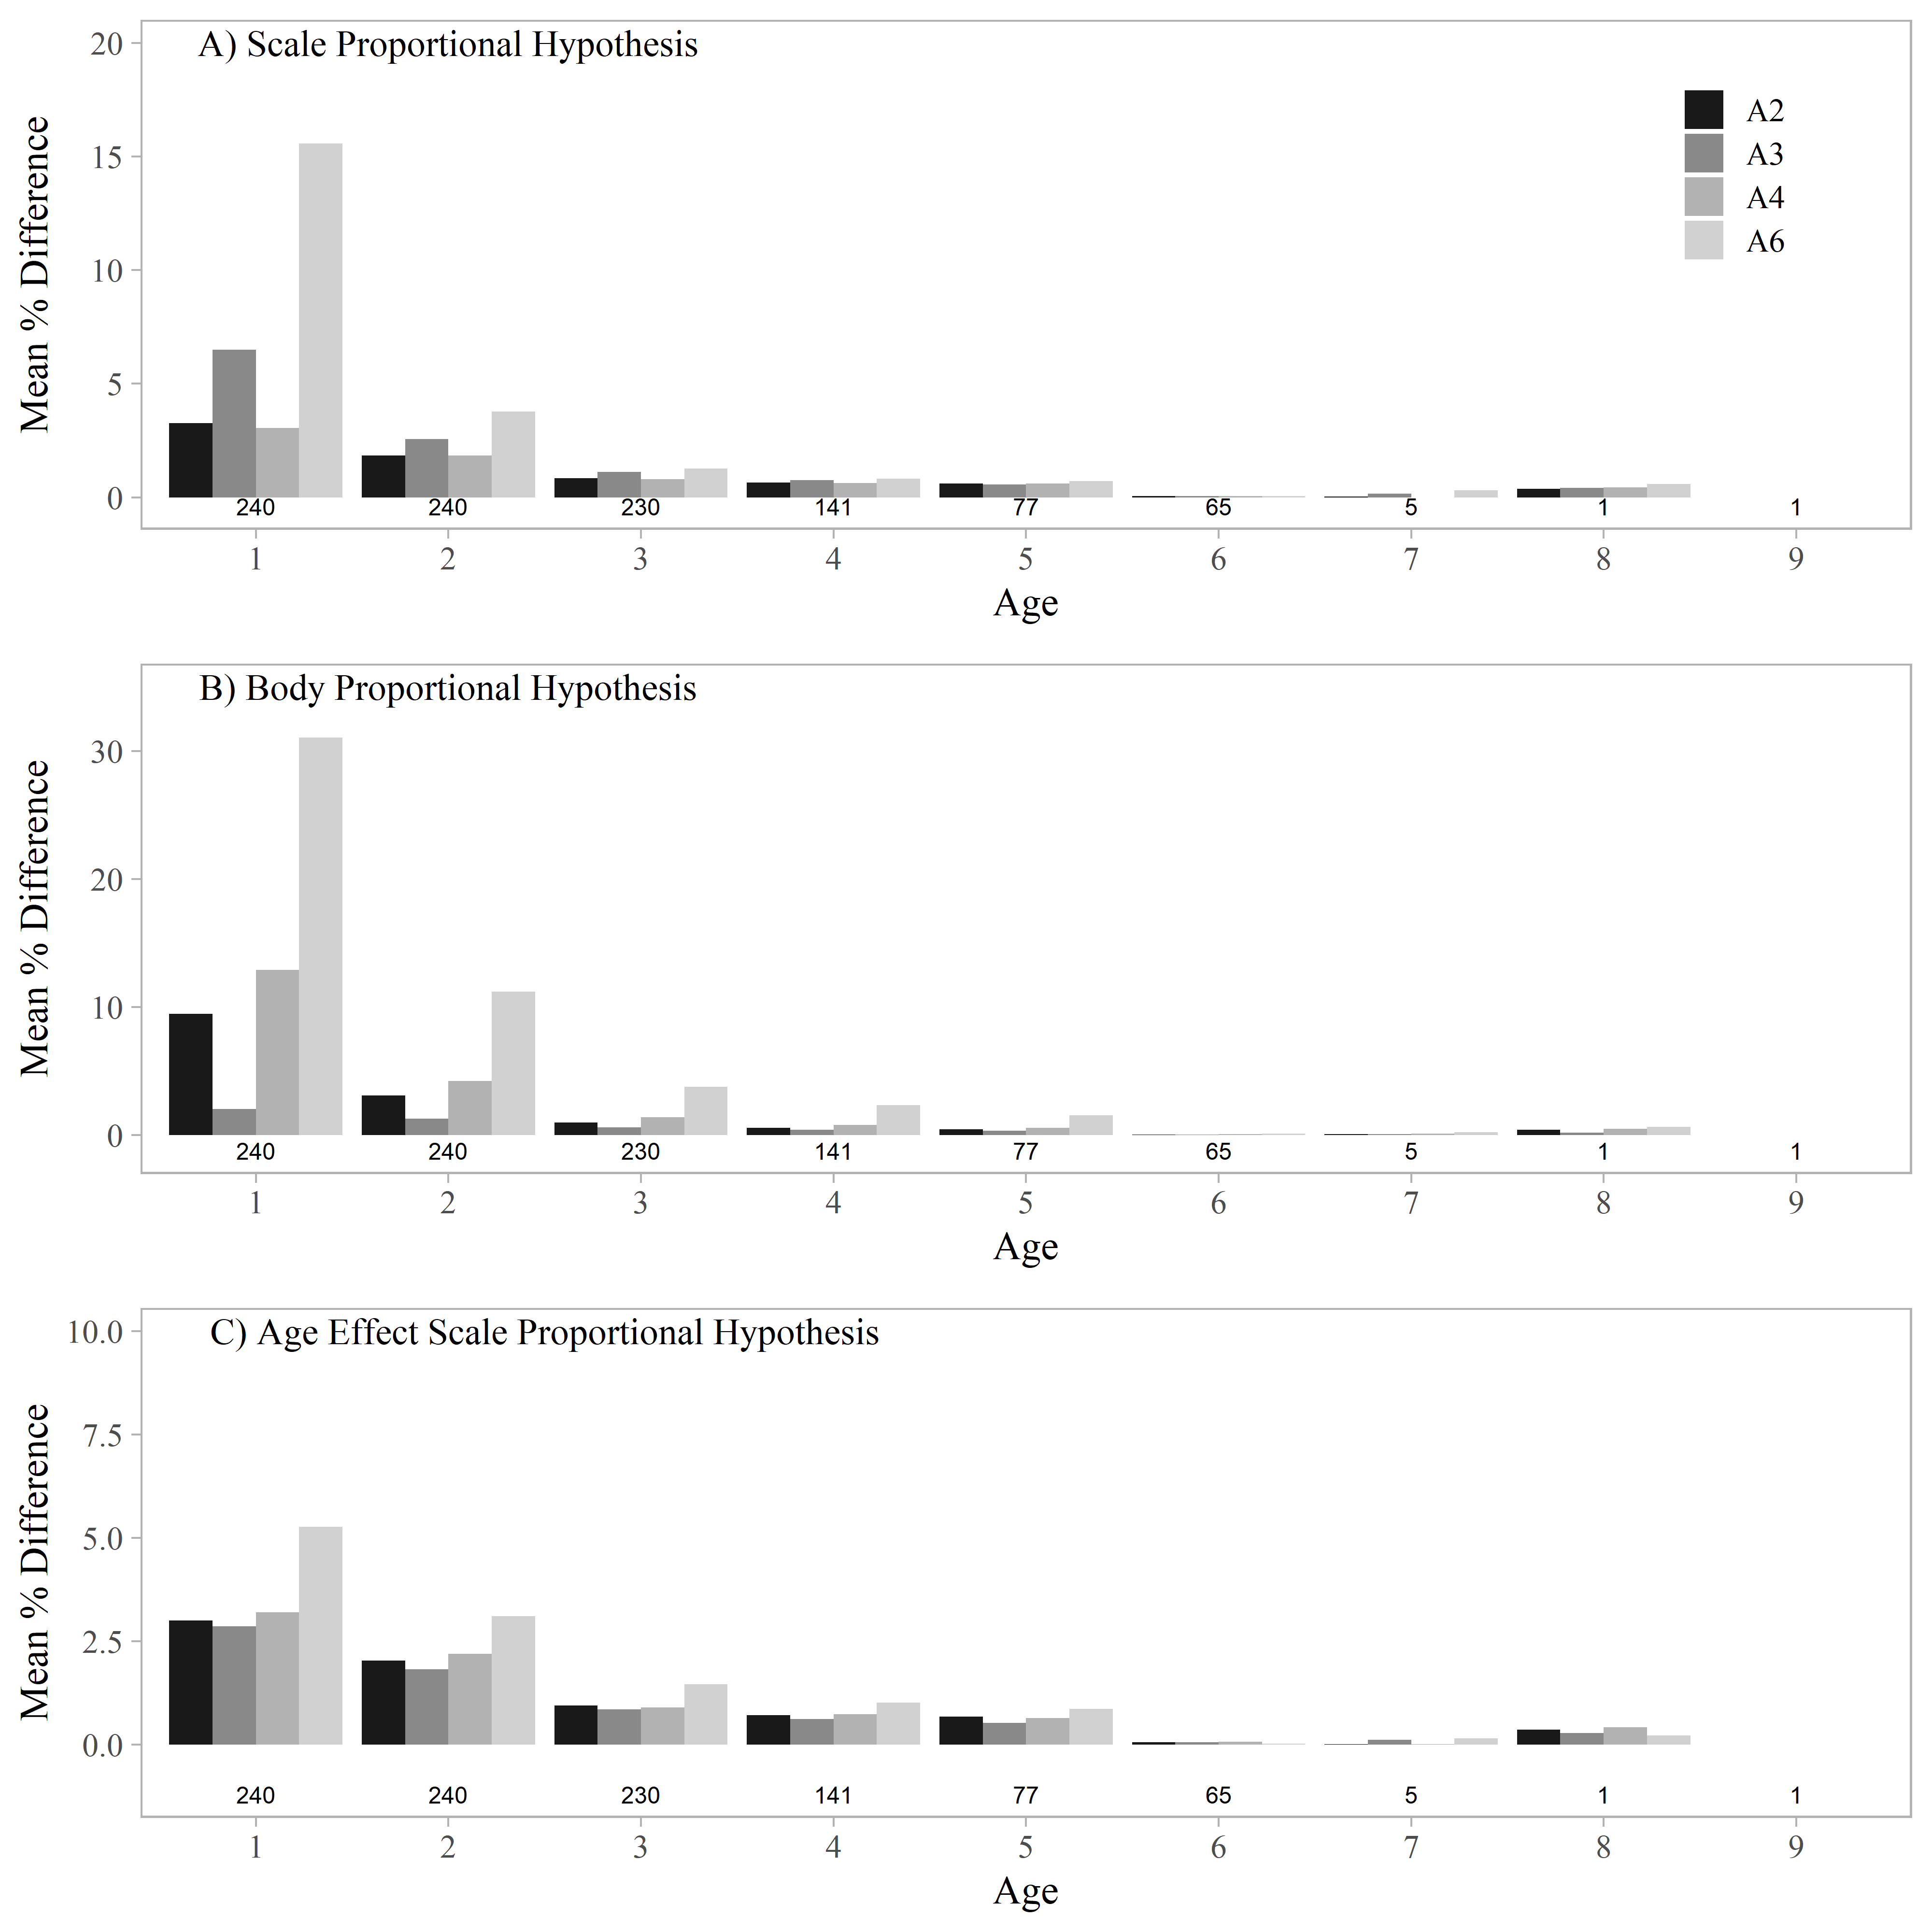 A) Scale Proportional Hypothesis
Mean % Difference
20
15
10
5
0
A2
A3
A4
A6
240 240 230 141 77 65 5 1 1
1 2 3 4 5 6 7 8 9
Age
B) Body Proportional Hypothesis
Mean % Difference
30
20
10
0
240 240 230 141 77 65 5 1 1
1 2 3 4 5 6 7 8 9
Age
C) Age Effect Scale Proportional Hypothesis
Mean % Difference
10.0
7.5
5.0
2.5
0.0
240 240 230 141 77 65 5 1 1
1 2 3 4 5 6 7 8 9
Age